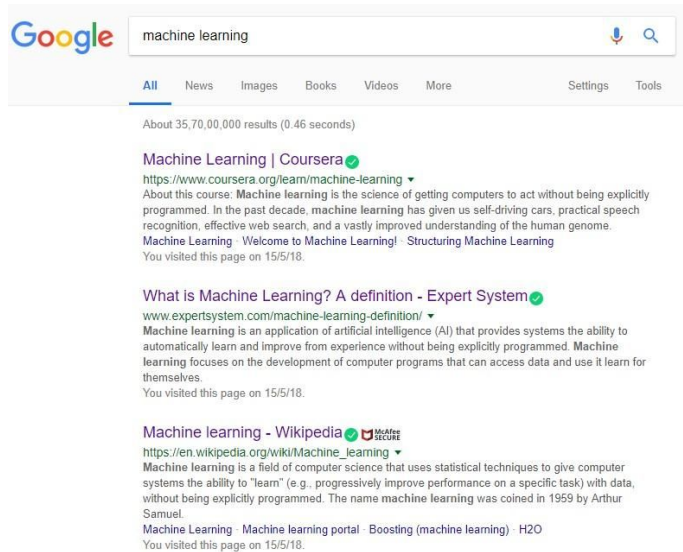 Google machine learning
All News Images Books Videos More Settings Tools
About 35,70,00,000 results (0.46 seconds)
Machine Learning | Coursera
https://www.coursera.org/learn/machine-learning
About this course: Machine learning is the science of getting computers to act without being explicitly
programmed. In the past decade, machine learning has given us self-driving cars, practical speech
recognition, effective web search, and a vastly improved understanding of the human genome.
Machine Learning · Welcome to Machine Learning! · Structuring Machine Learning
You visited this page on 15/5/18.
What is Machine Learning? A definition - Expert System
www.expertsystem.com/machine-learning-definition/
Machine learning is an application of artificial intelligence (AI) that provides systems the ability to
automatically learn and improve from experience without being explicitly programmed. Machine
learning focuses on the development of computer programs that can access data and use it learn for
themselves.
You visited this page on 15/5/18.
Machine learning - Wikipedia McAfee SECURE
https://en.wikipedia.org/wiki/Machine_learning
Machine learning is a field of computer science that uses statistical techniques to give computer
systems the ability to "learn" (e.g., progressively improve performance on a specific task) with data,
without being explicitly programmed. The name machine learning was coined in 1959 by Arthur
Samuel.
Machine Learning · Machine learning portal · Boosting (machine learning) · H2O
You visited this page on 15/5/18.